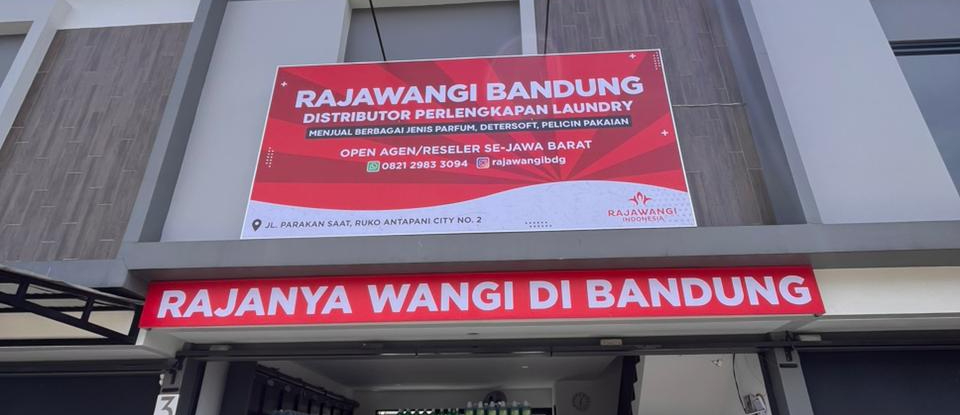 RAJAWANGI BANDUNG
DISTRIBUTOR PERLENGKAPAN LAUNDRY
MENJUAL BERBAGAI JENIS PARFUM, DETERSOFT, PELICIN PAKAIAN
OPEN AGEN/RESELER SE-JAWA BARAT
0821 2983 3094 rajawangibdg
RAJAWANGI
INDONESIA
JL. PARAKAN SAAT, RUKO ANTAPANI CITY NO. 2
RAJANYA WANGI DI BANDUNG
3